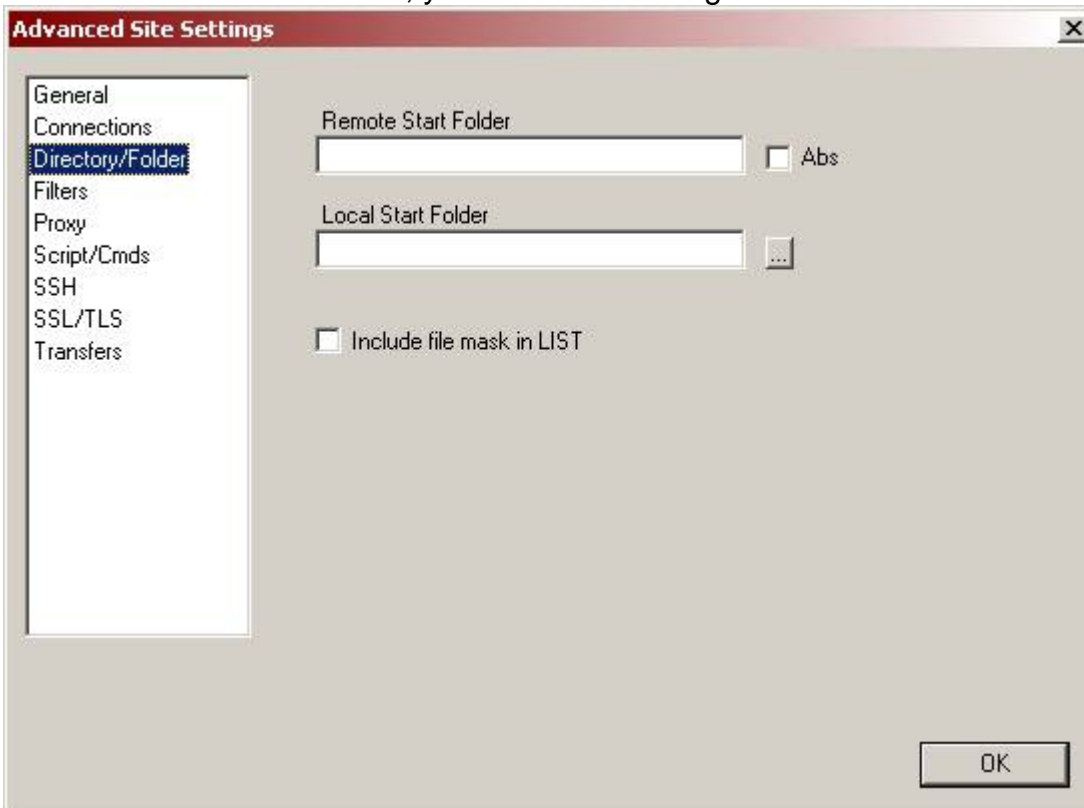 Advanced Site Settings
General
Connections
Directory/Folder
Filters
Proxy
Script/Cmds
SSH
SSL/TLS
Transfers
Remote Start Folder
Abs
Local Start Folder
...
Include file mask in LIST
OK